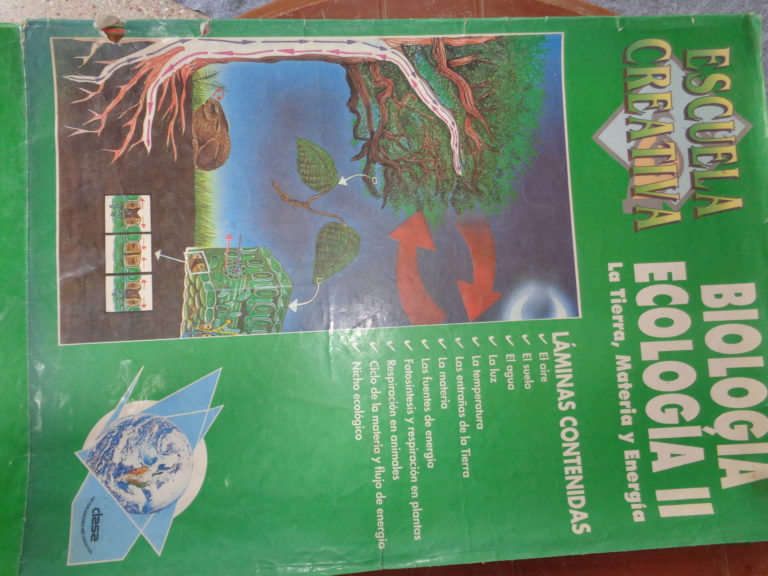 ESCUELA
CREATIVA
BIOLOGÍA
ECOLOGÍA II
La Tierra, Materia y Energía
LÁMINAS CONTENIDAS
El aire
El suelo
El agua
La luz
La temperatura
Las entrañas de la Tierra
La materia
Las fuentes de energía
Fotosíntesis y respiración en plantas
Respiración en animales
Ciclo de la materia y flujo de energía
Nicho ecológico
dasa